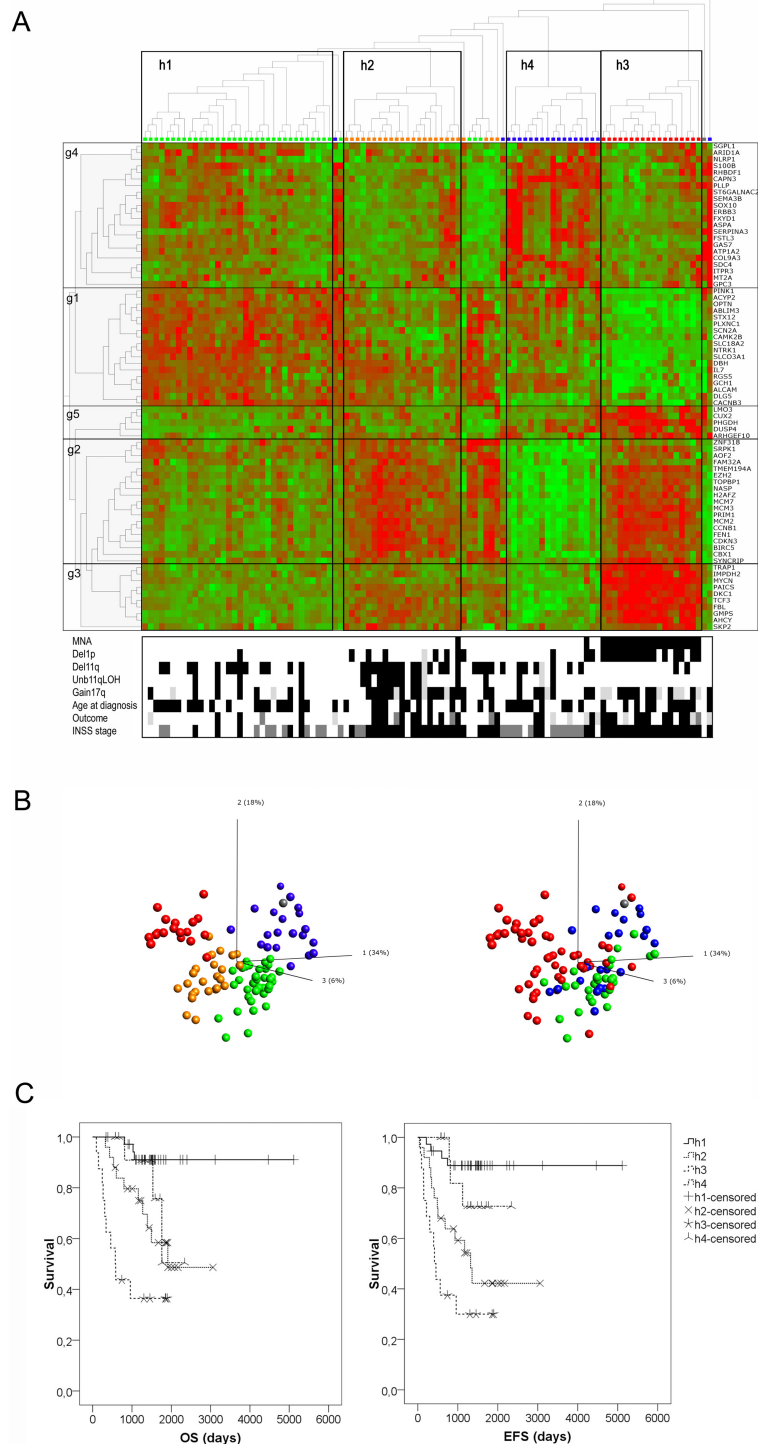 A
h1
h2
h4
h3
g4
SGPL1
ARID1A
NLRP1
S100B
RHBDF1
CAPN3
PLLP
ST6GALNAC2
SEMA3B
SOX10
ERBB3
FXYD1
ASPA
SERPINA3
FSTL3
GAS7
ATP1A2
COL9A3
SDC4
ITPR3
MT2A
GPC3
g1
PINK1
ACYP2
OPTN
ABLIM3
STX12
PLXNC1
SCN2A
CAMK2B
SLC18A2
NTRK1
SLCO3A1
DBH
IL7
RGS5
GCH1
ALCAM
DLG5
CACNB3
g5
LMO3
CUX2
PHGDH
DUSP4
ARHGEF10
g2
ZNF318
SRPK1
AOF2
FAM32A
TMEM194A
EZH2
TOPBP1
NASP
H2AFZ
MCM7
MCM3
PRIM1
MCM2
CCNB1
FEN1
CDKN3
BIRC5
CBX1
SYNCRIP
g3
TRAP1
IMPDH2
MYCN
PAICS
DKC1
TCF3
FBL
GMPS
AHCY
SKP2
MNA
Del1p
Del11q
Unb11qLOH
Gain17q
Age at diagnosis
Outcome
INSS stage
B
2 (18%)
1 (34%)
3 (6%)
2 (18%)
1 (34%)
3 (6%)
C
Survival
1,0
0,8
0,6
0,4
0,2
0,0
0 1000 2000 3000 4000 5000 6000
OS (days)
Survival
1,0
0,8
0,6
0,4
0,2
0,0
0 1000 2000 3000 4000 5000 6000
EFS (days)
h1
h2
h3
h4
h1-censored
h2-censored
h3-censored
h4-censored